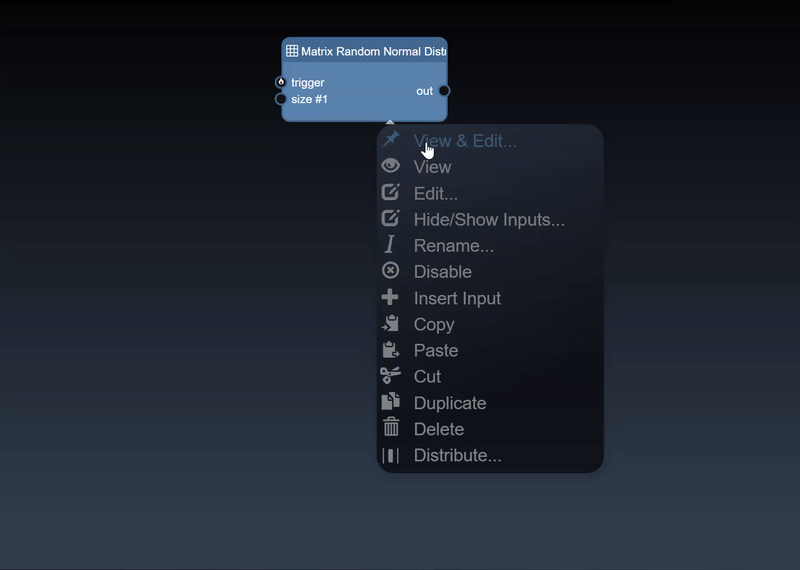 Matrix Random Normal Distr
trigger
size #1
out
View & Edit...
View
Edit...
Hide/Show Inputs...
Rename...
Disable
Insert Input
Copy
Paste
Cut
Duplicate
Delete
Distribute...